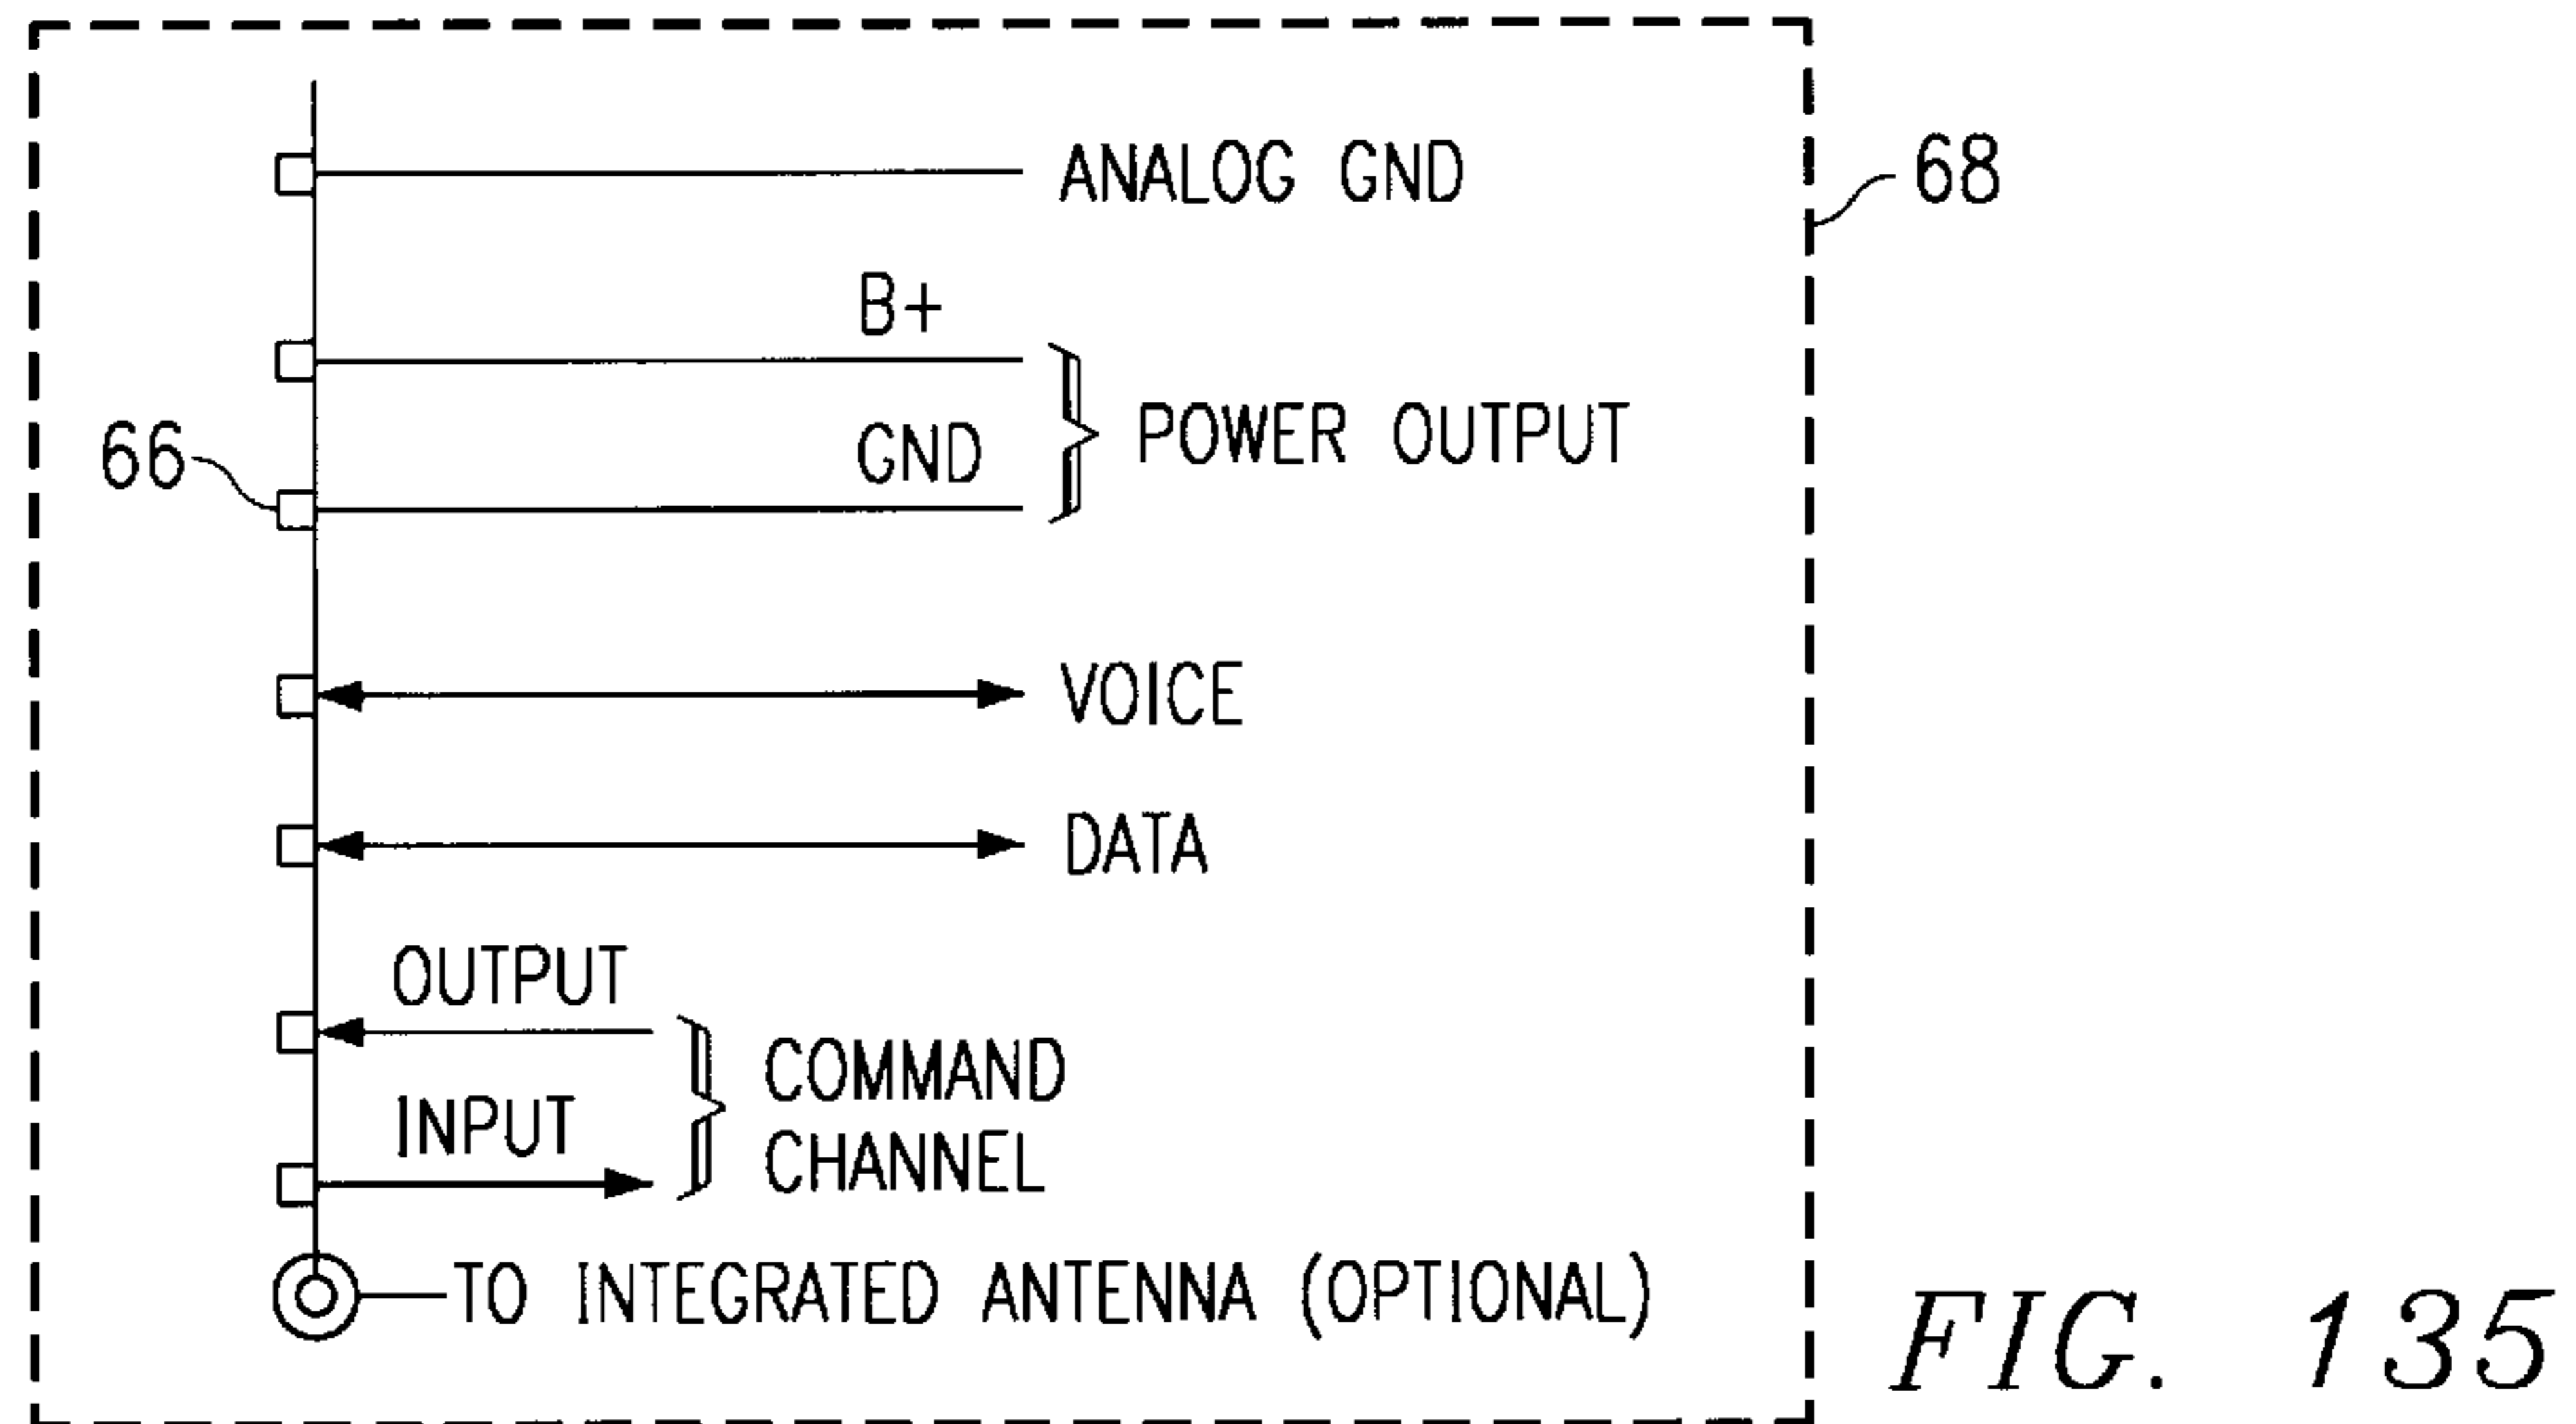 ANALOG GND
68
B+
POWER OUTPUT
66
GND
VOICE
DATA
OUTPUT
COMMAND
CHANNEL
INPUT
TO INTEGRATED ANTENNA (OPTIONAL)
FIG. 135